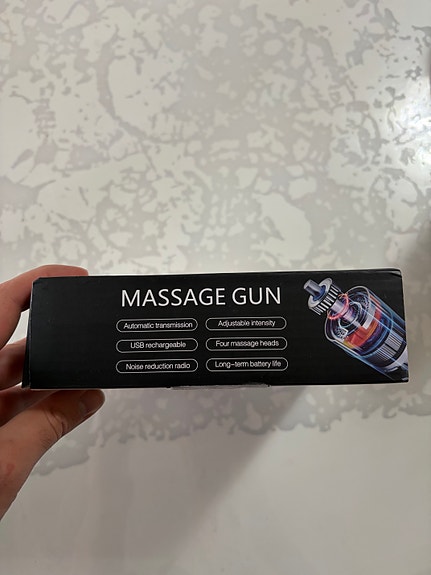 MASSAGE GUN
Automatic transmission Adjustable intensity
USB rechargeable Four massage heads
Noise reduction radio Long-term battery life